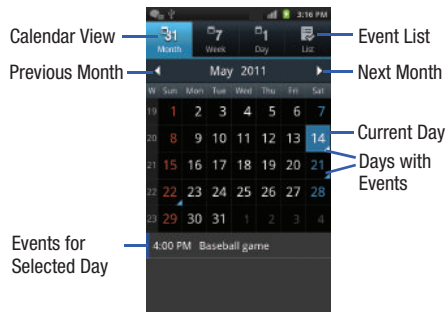 3:16 PM
Calendar View
31 7 1
Month Week Day List
Event List
Previous Month
May 2011
Next Month
W Sun Mon Tue Wed Thu Fri Sat
19 1 2 3 4 5 6 7
20 8 9 10 11 12 13 14
Current Day
21 15 16 17 18 19 20 21
Days with
Events
22 22 23 24 25 26 27 28
23 29 30 31 1 2 3 4
Events for
Selected Day
4:00 PM Baseball game